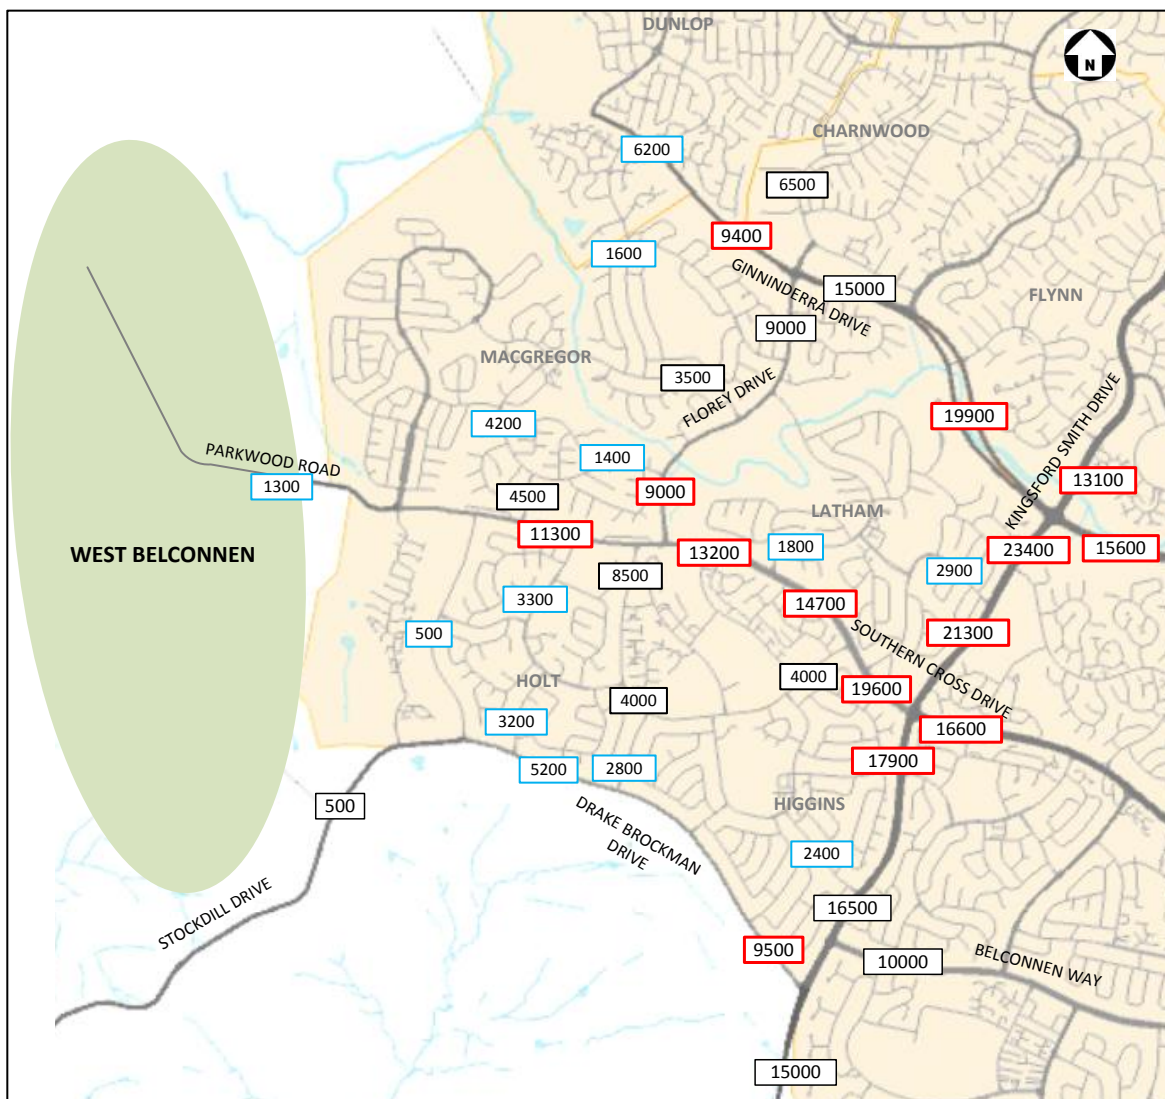 DUNLOP
N
CHARNWOOD
6200
6500
9400
1600
GINNINDERRA DRIVE
15000
FLYNN
9000
MACGREGOR
3500
FLOREY DRIVE
4200
19900
KINGSFORD SMITH DRIVE
1400
PARKWOOD ROAD
1300
13100
4500
9000
LATHAM
11300
13200
1800
23400
15600
WEST BELCONNEN
8500
2900
3300
14700
500
21300
SOUTHERN CROSS DRIVE
HOLT
4000
19600
4000
3200
16600
17900
5200
2800
500
HIGGINS
DRAKE BROCKMAN
DRIVE
2400
STOCKDILL DRIVE
16500
9500
10000
BELCONNEN WAY
15000